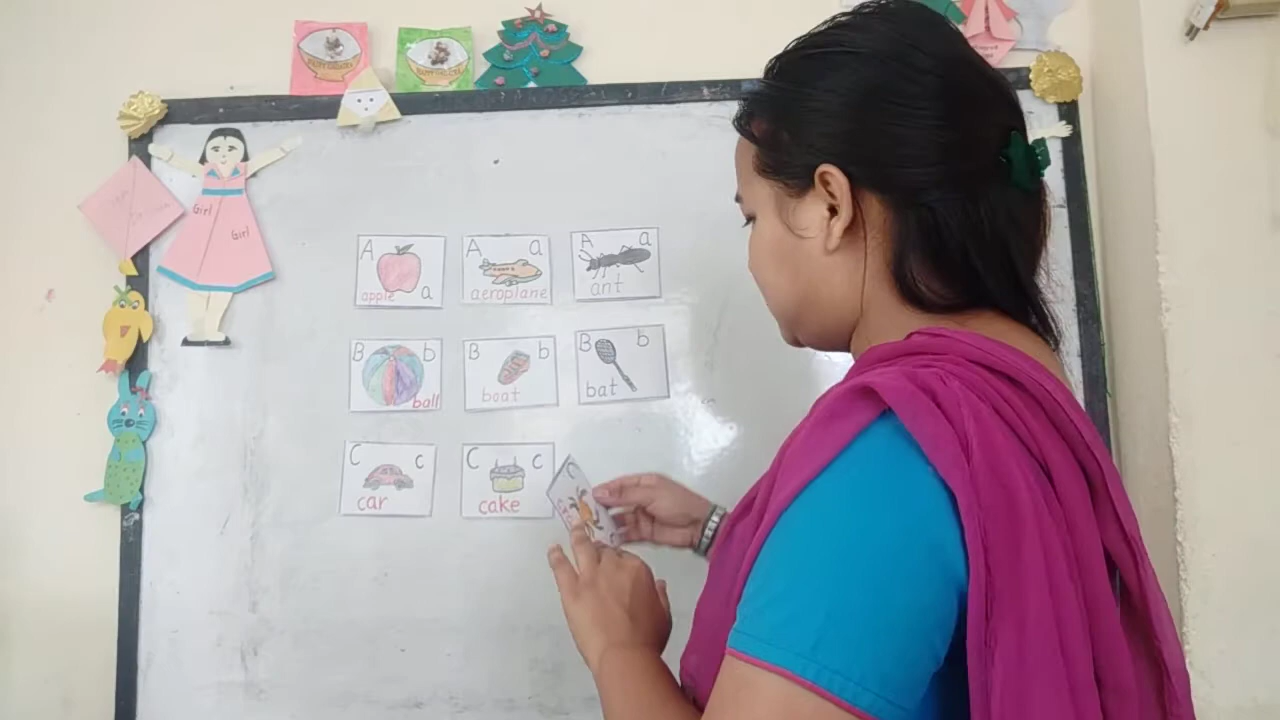 A
apple a
A a
aeroplane
A a
ant
B b
ball
B b
boat
B b
bat
C c
car
C c
cake
C
Girl
Girl